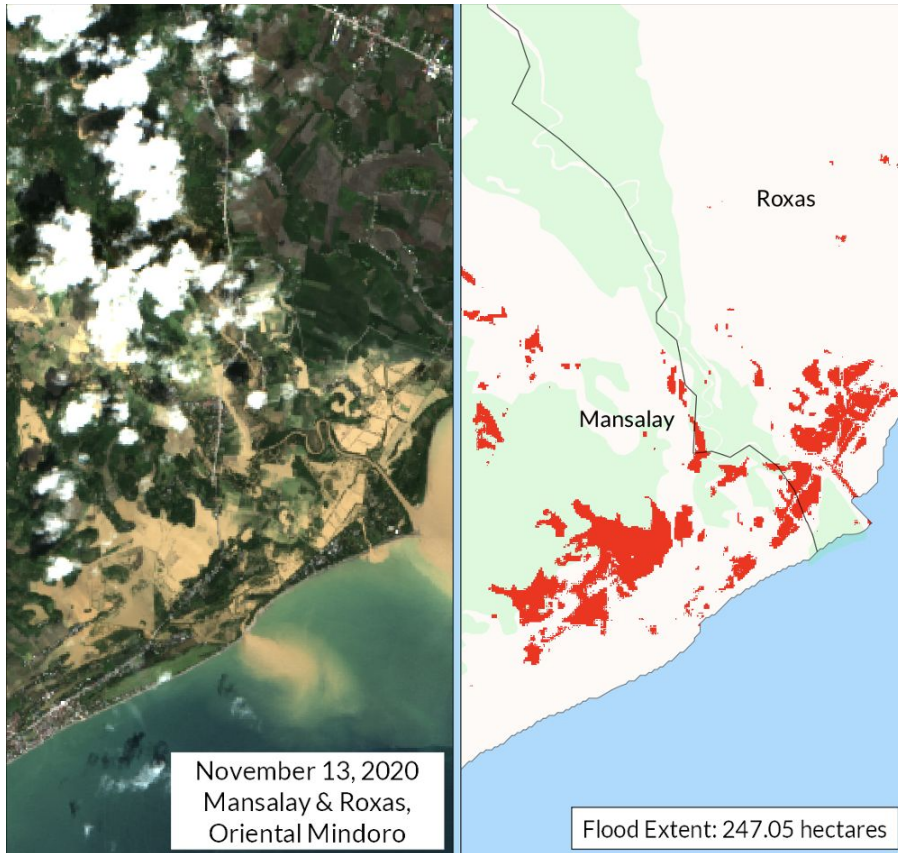 Roxas
Mansalay
November 13, 2020
Mansalay & Roxas,
Oriental Mindoro
Flood Extent: 247.05 hectares